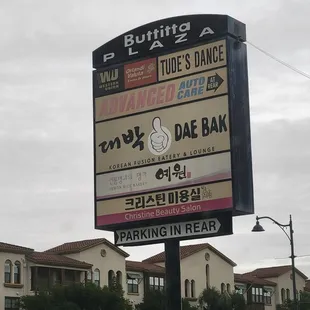 Buttitta
PLAZA
WU
TUDE'S DANCE
ADVANCED AUTO CARE
대박 DAE BAK
KOREAN FUSION EATERY & LOUNGE
예원
크리스틴미용실
Christine Beauty Salon
PARKING IN REAR